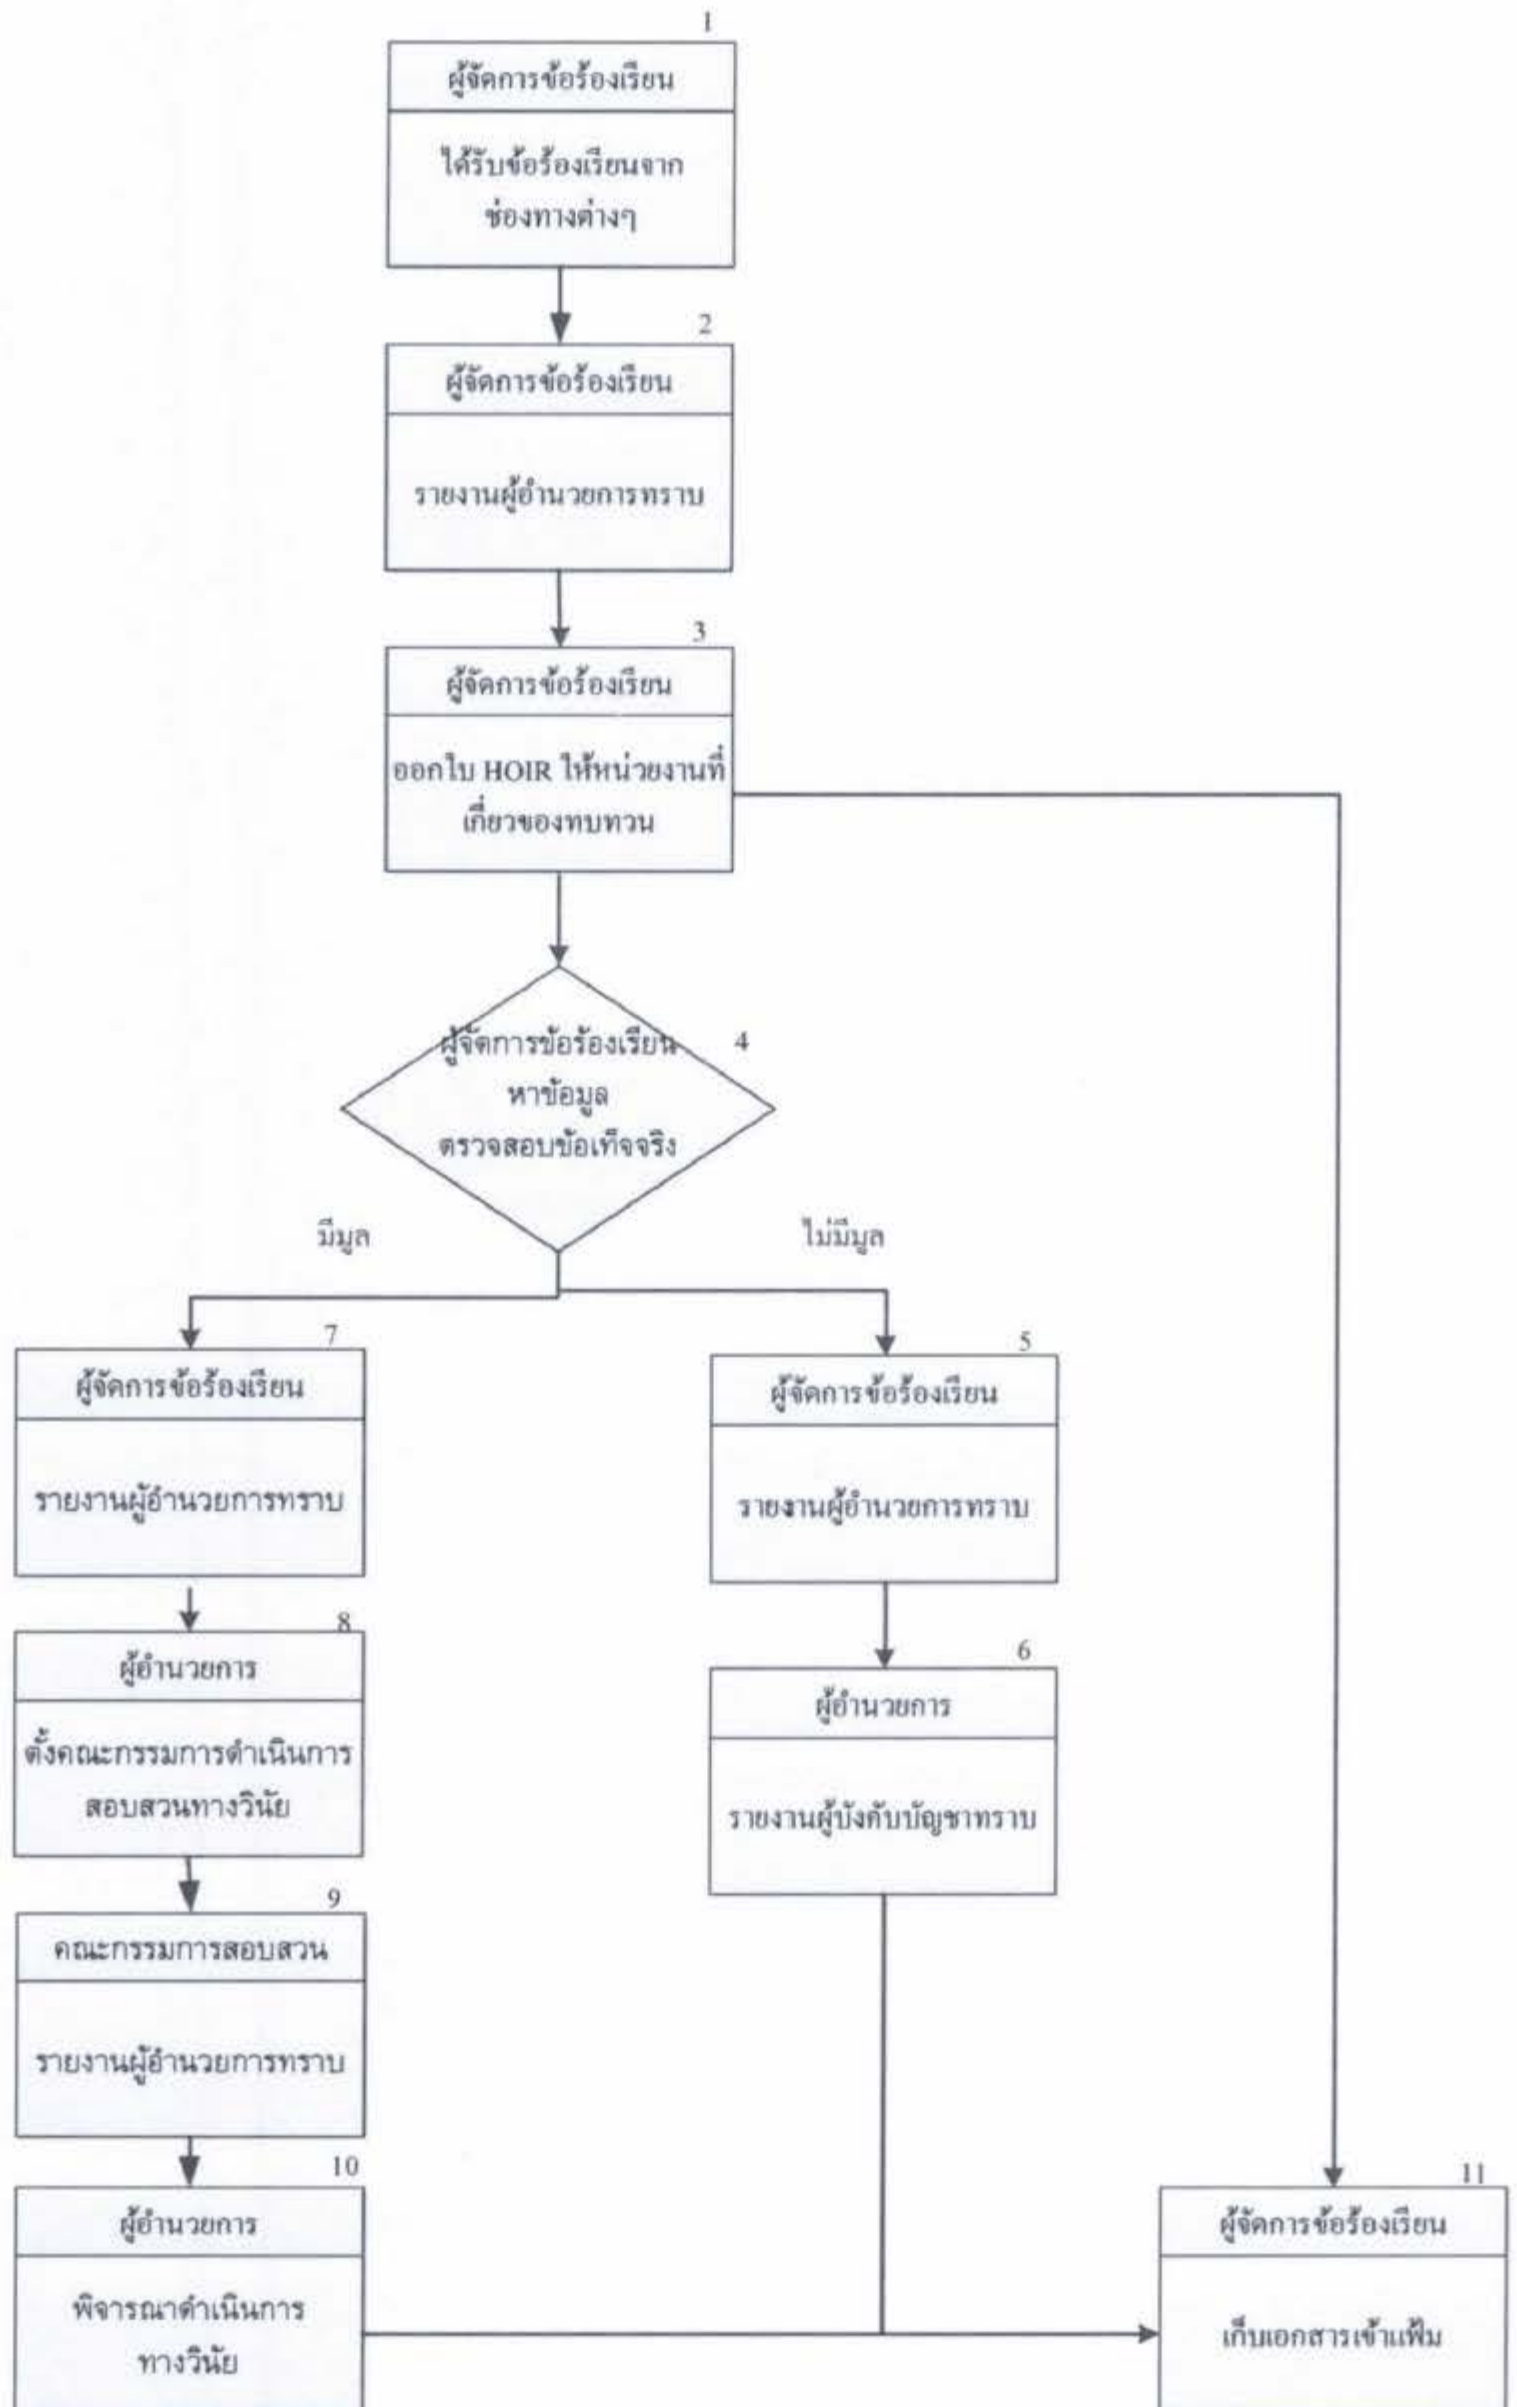 1
ผู้จัดการข้อร้องเรียน
ได้รับข้อร้องเรียนจาก
ช่องทางต่างๆ
2
ผู้จัดการข้อร้องเรียน
รายงานผู้อำนวยการทราบ
3
ผู้จัดการข้อร้องเรียน
ออกใบ HOIR ให้หน่วยงานที่
เกี่ยวของทบทวน
4
ผู้จัดการข้อร้องเรียน
หาข้อมูล
ตรวจสอบข้อเท็จจริง
มีมูล
ไม่มีมูล
7
ผู้จัดการข้อร้องเรียน
รายงานผู้อำนวยการทราบ
5
ผู้จัดการข้อร้องเรียน
รายงานผู้อำนวยการทราบ
8
ผู้อำนวยการ
ตั้งคณะกรรมการดำเนินการ
สอบสวนทางวินัย
6
ผู้อำนวยการ
รายงานผู้บังคับบัญชาทราบ
9
คณะกรรมการสอบสวน
รายงานผู้อำนวยการทราบ
10
ผู้อำนวยการ
พิจารณาดำเนินการ
ทางวินัย
11
ผู้จัดการข้อร้องเรียน
เก็บเอกสารเข้าแฟ้ม